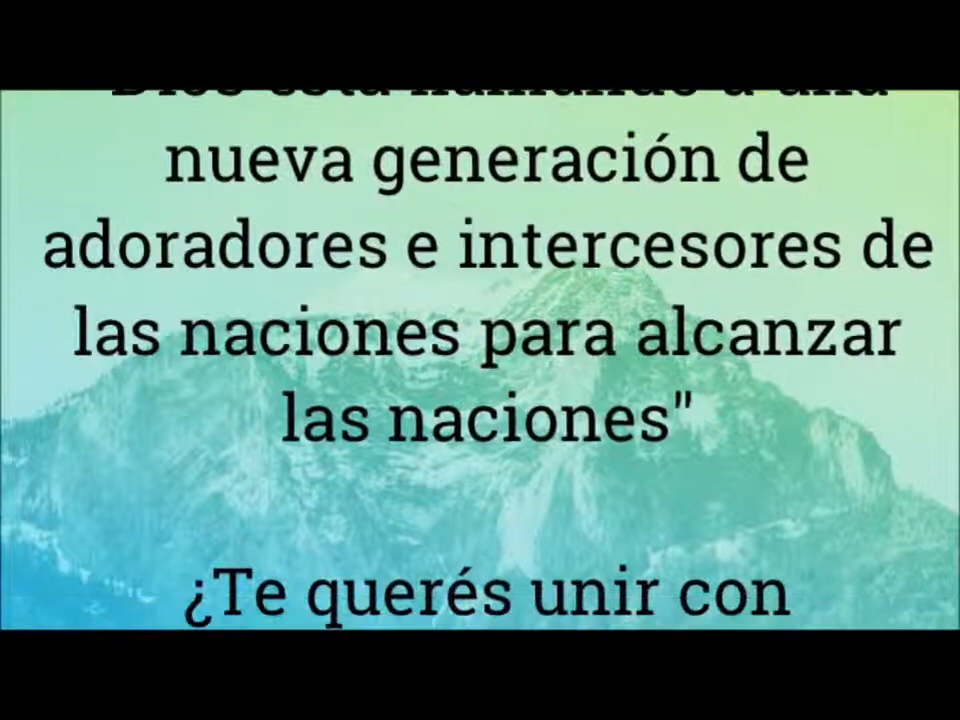 nueva generación de
adoradores e intercesores de
las naciones para alcanzar
las naciones"
¿Te querés unir con